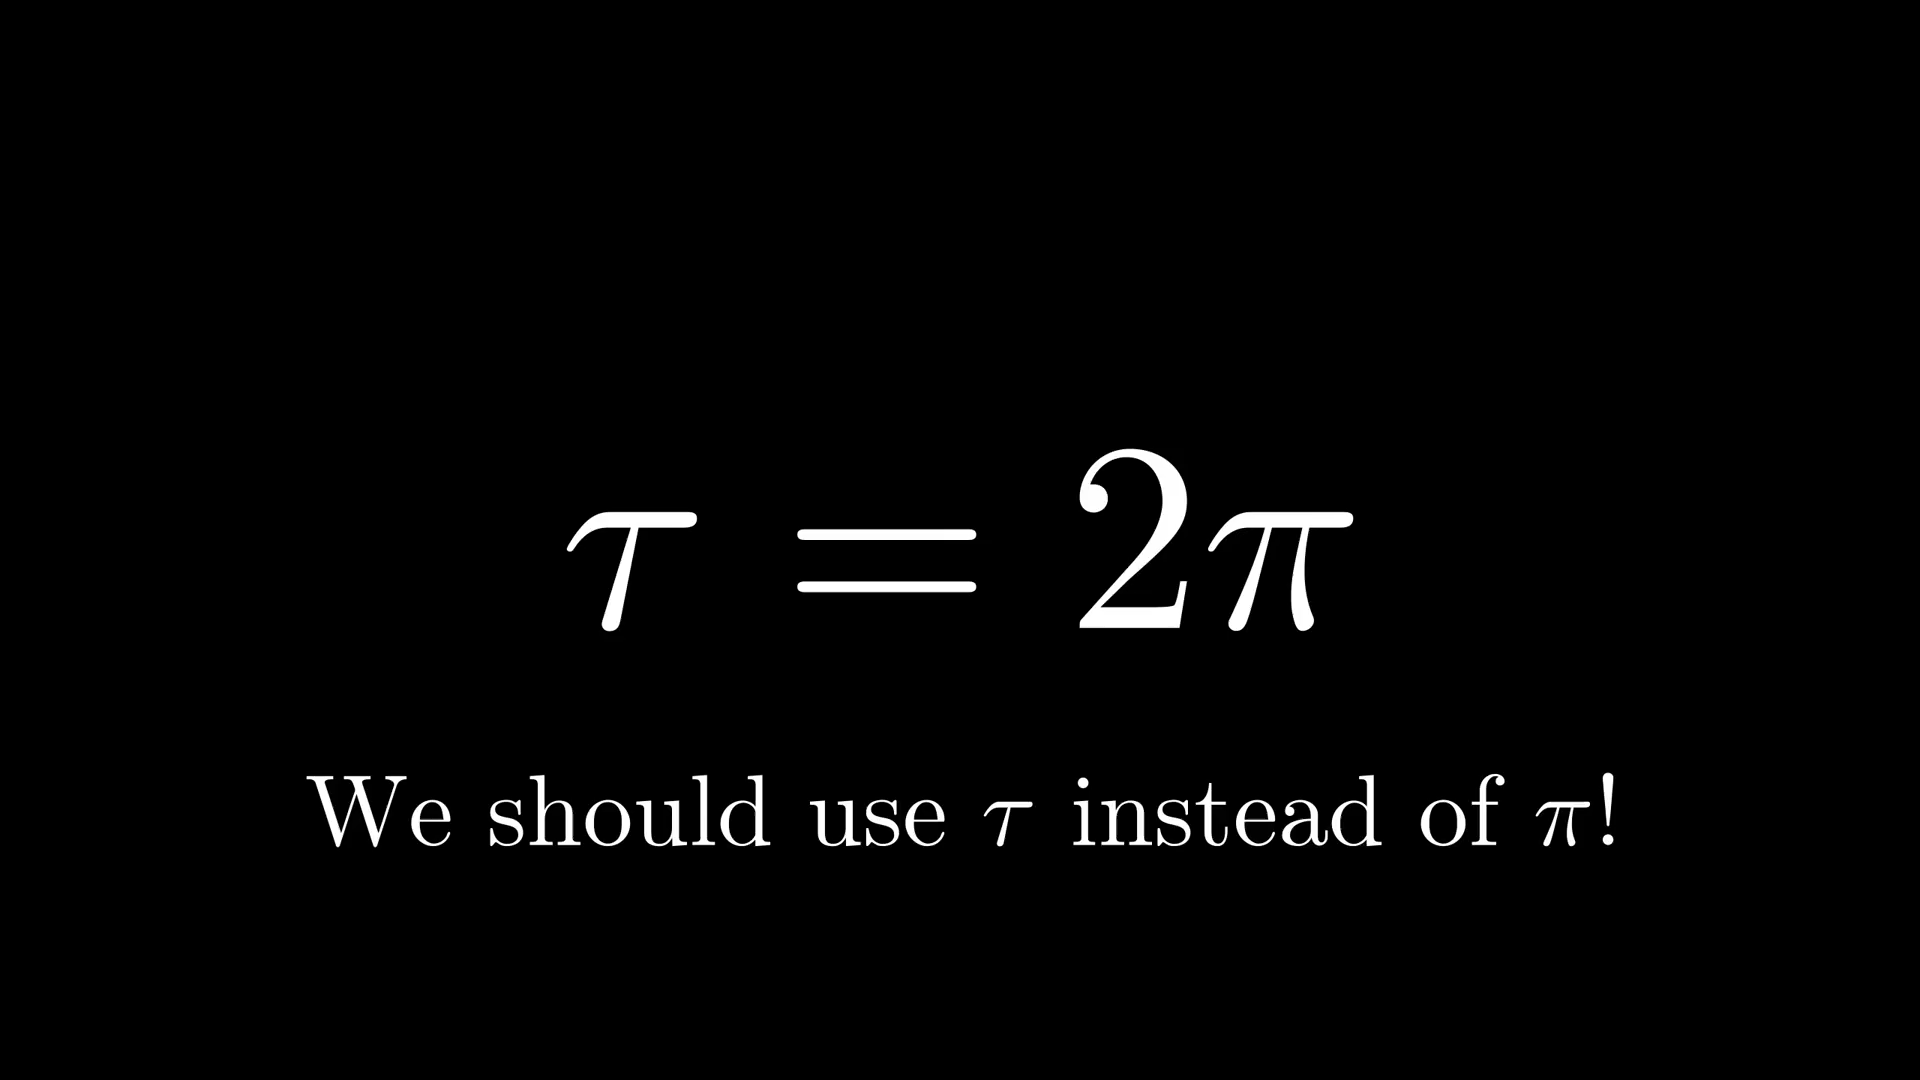 τ = 2π
We should use τ instead of π!